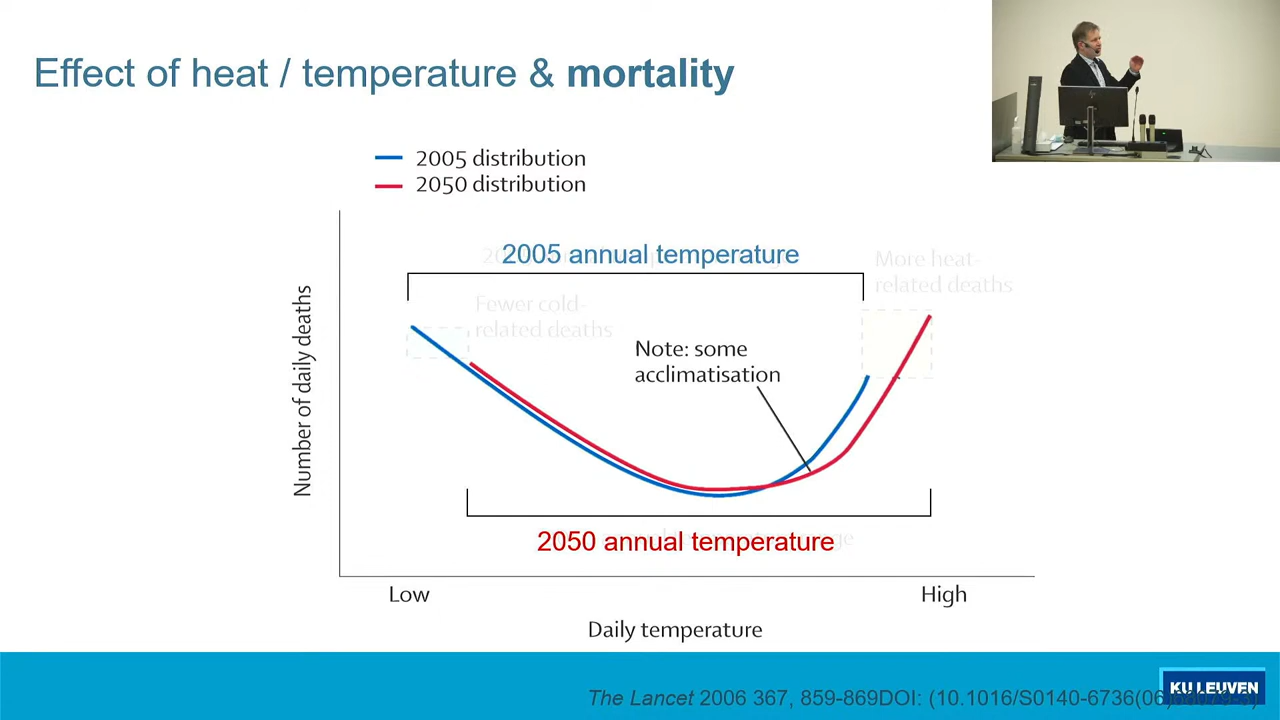 Effect of heat / temperature & mortality
2005 distribution
2050 distribution
2005 annual temperature
More heat-
related deaths
Fewer cold-
related deaths
Note: some
acclimatisation
Number of daily deaths
2050 annual temperature
Low
High
Daily temperature
KU LEUVEN
The Lancet 2006 367, 859-869DOI: (10.1016/S0140-6736(06)